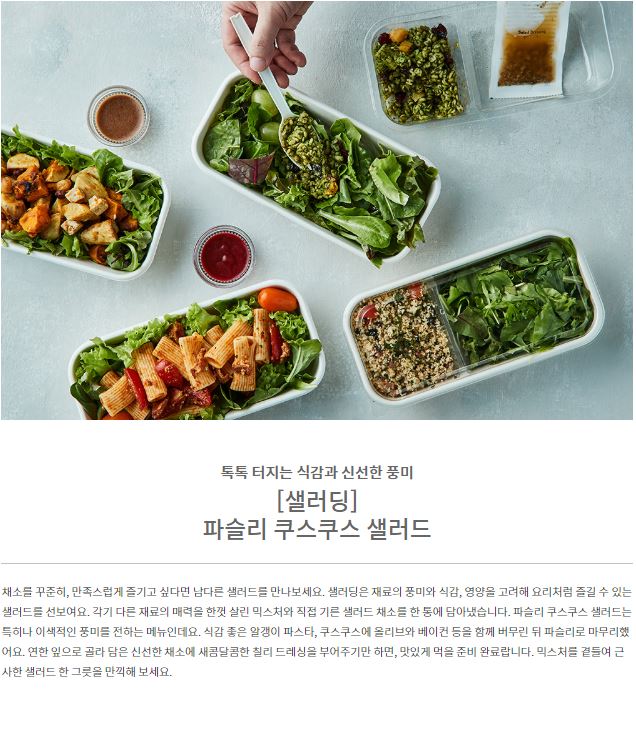 Salad Dressing
톡톡 터지는 식감과 신선한 풍미
[샐러딩]
파슬리 쿠스쿠스 샐러드
채소를 꾸준히, 만족스럽게 즐기고 싶다면 남다른 샐러드를 만나보세요. 샐러딩은 재료의 풍미와 식감, 영양을 고려해 요리처럼 즐길 수 있는
샐러드를 선보여요. 각기 다른 재료의 매력을 한껏 살린 믹스처와 직접 기른 샐러드 채소를 한 통에 담아냈습니다. 파슬리 쿠스쿠스 샐러드는
특히나 이색적인 풍미를 전하는 메뉴인데요. 식감 좋은 알갱이 파스타, 쿠스쿠스에 올리브와 베이컨 등을 함께 버무린 뒤 파슬리로 마무리했
어요. 연한 잎으로 골라 담은 신선한 채소에 새콤달콤한 칠리 드레싱을 부어주기만 하면, 맛있게 먹을 준비 완료랍니다. 믹스처를 곁들여 근
사한 샐러드 한 그릇을 만끽해 보세요.